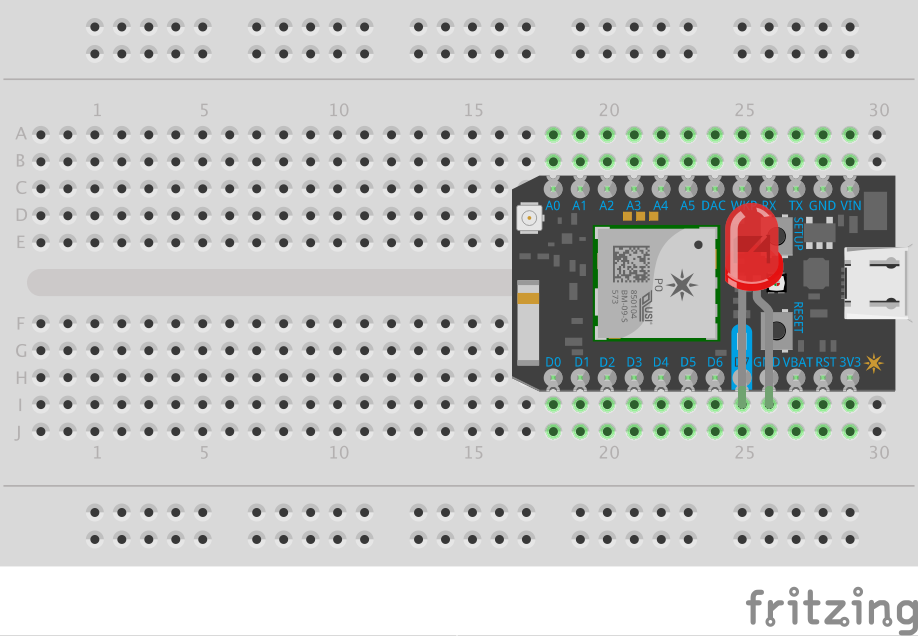 1 5 10 15 20 25 30
A
B
C
D
E
A0 A1 A2 A3 A4 A5 DAC WKP RX TX GND VIN
SETUP
P0
850104
BM-09-S
573
USI
RESET
D0 D1 D2 D3 D4 D5 D6 D7 GND VBAT RST 3V3
F
G
H
I
J
1 5 10 15 20 25 30
fritzing